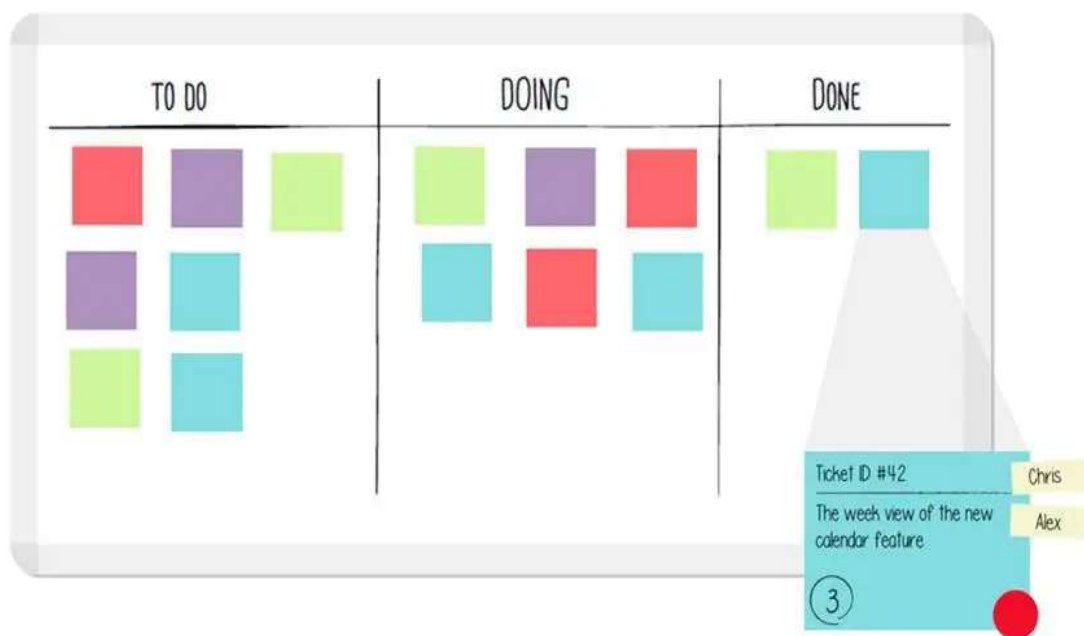 TO DO
DOING
DONE
Ticket ID #42
Chris
The week view of the new
calendar feature
Alex
3